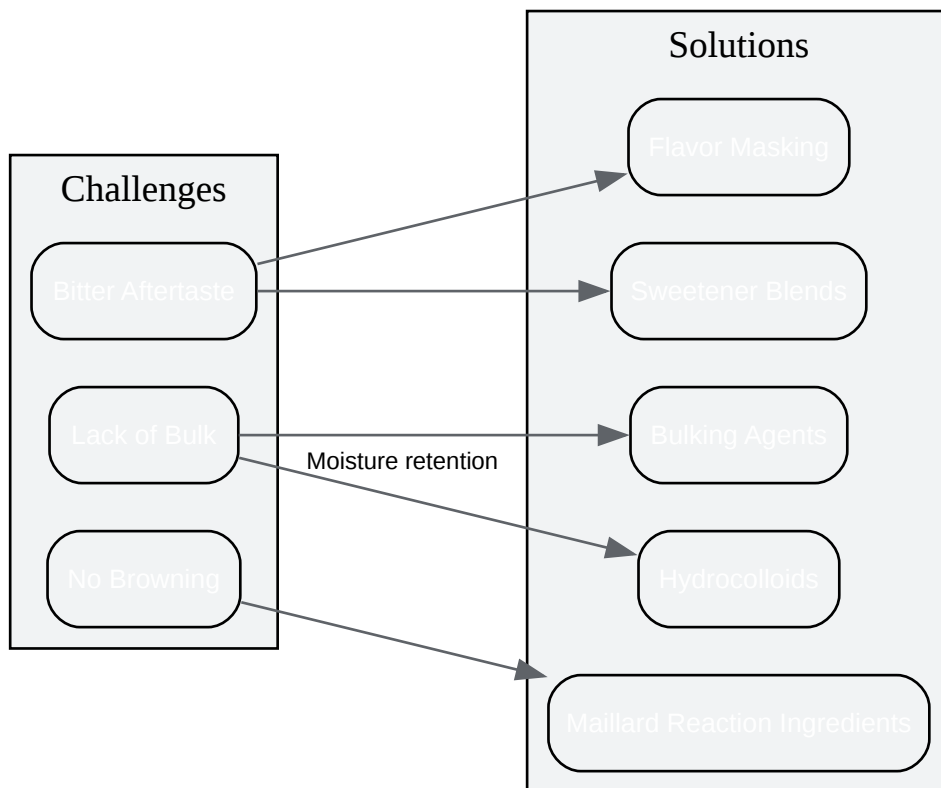 Challenges
Bitter Aftertaste
Lack of Bulk
No Browning
Moisture retention
Solutions
Flavor Masking
Sweetener Blends
Bulking Agents
Hydrocolloids
Maillard Reaction Ingredients